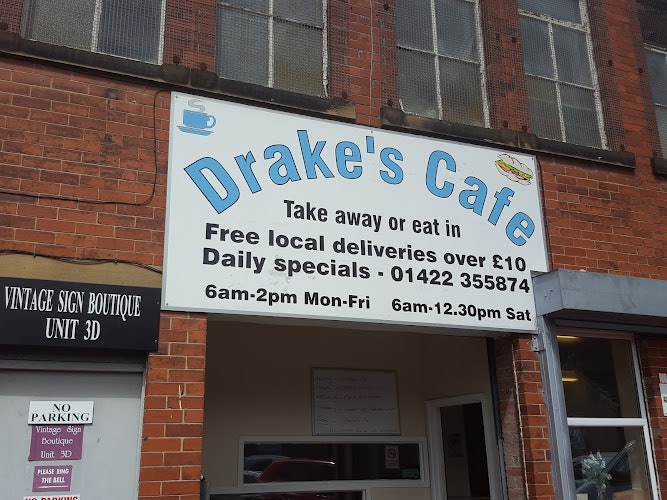 Drake's Cafe
Take away or eat in
Free local deliveries over £10
Daily specials - 01422 355874
6am-2pm Mon-Fri 6am-12.30pm Sat
VINTAGE SIGN BOUTIQUE
UNIT 3D
NO
PARKING
Vintage Sign
Boutique
Unit 3D
PLEASE RING
THE BELL
NO PARKING